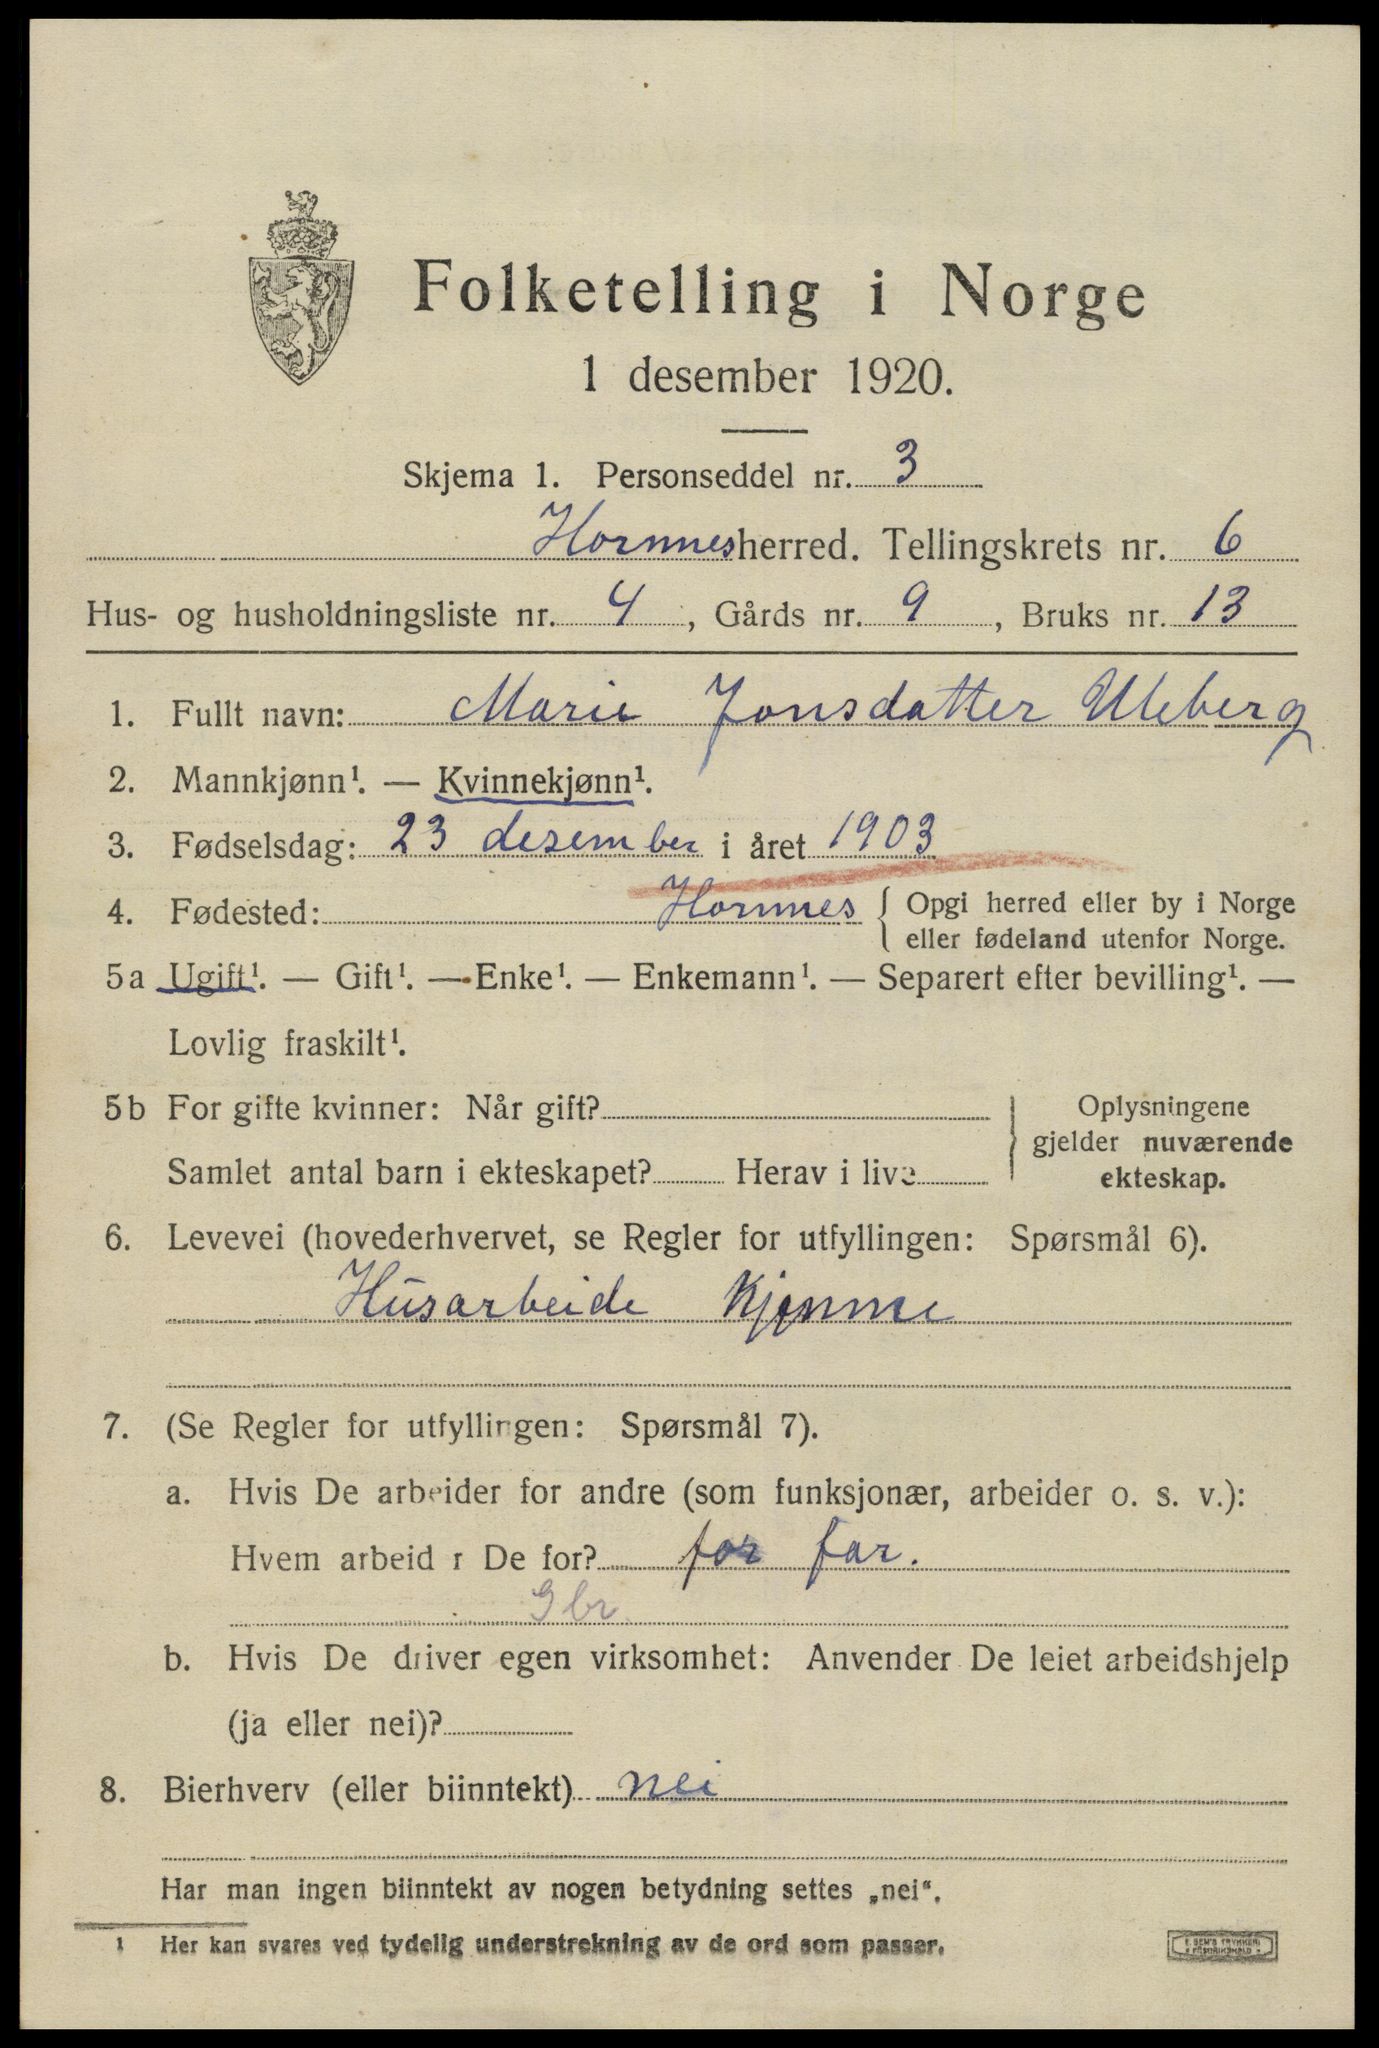 Folketelling i Norge
1 desember 1920.
Skjema 1. Personseddel nr. 3
Hornnes herred. Tellingskrets nr. 6
Hus- og husholdningsliste nr. 4, Gårds nr. 9, Bruks nr. 13
1. Fullt navn: Marie Jonsdatter Uleberg
2. Mannkjønn¹. — Kvinnekjønn¹.
3. Fødselsdag: 23 desember i året 1903
4. Fødested: Hornnes { Opgi herred eller by i Norge
eller fødeland utenfor Norge.
5a Ugift¹. — Gift¹. — Enke¹. — Enkemann¹. — Separert efter bevilling¹. —
Lovlig fraskilt¹.
5b For gifte kvinner: Når gift?
Samlet antal barn i ekteskapet? Herav i live
Oplysningene
gjelder nuværende
ekteskap.
6. Levevei (hovederhvervet, se Regler for utfyllingen: Spørsmål 6).
Husarbeide hjemme
7. (Se Regler for utfyllingen: Spørsmål 7).
a. Hvis De arbeider for andre (som funksjonær, arbeider o. s. v.):
Hvem arbeid r De for? for far.
Gbr
b. Hvis De driver egen virksomhet: Anvender De leiet arbeidshjelp
(ja eller nei)?
8. Bierhverv (eller biinntekt) nei
Har man ingen biinntekt av nogen betydning settes „nei“.
1 Her kan svares ved tydelig understrekning av de ord som passer.
E. SEM'S TRYKKERI
FREDRIKSHALD